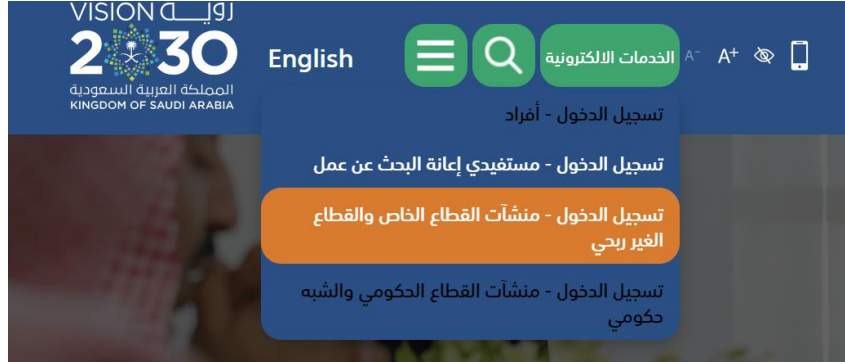 VISION رؤيــة
2030
المملكة العربية السعودية
KINGDOM OF SAUDI ARABIA
English
الخدمات الالكترونية
A-
A+
تسجيل الدخول - أفراد
تسجيل الدخول - مستفيدي إعانة البحث عن عمل
تسجيل الدخول - منشآت القطاع الخاص والقطاع
الغير ربحي
تسجيل الدخول - منشآت القطاع الحكومي والشبه
حكومي